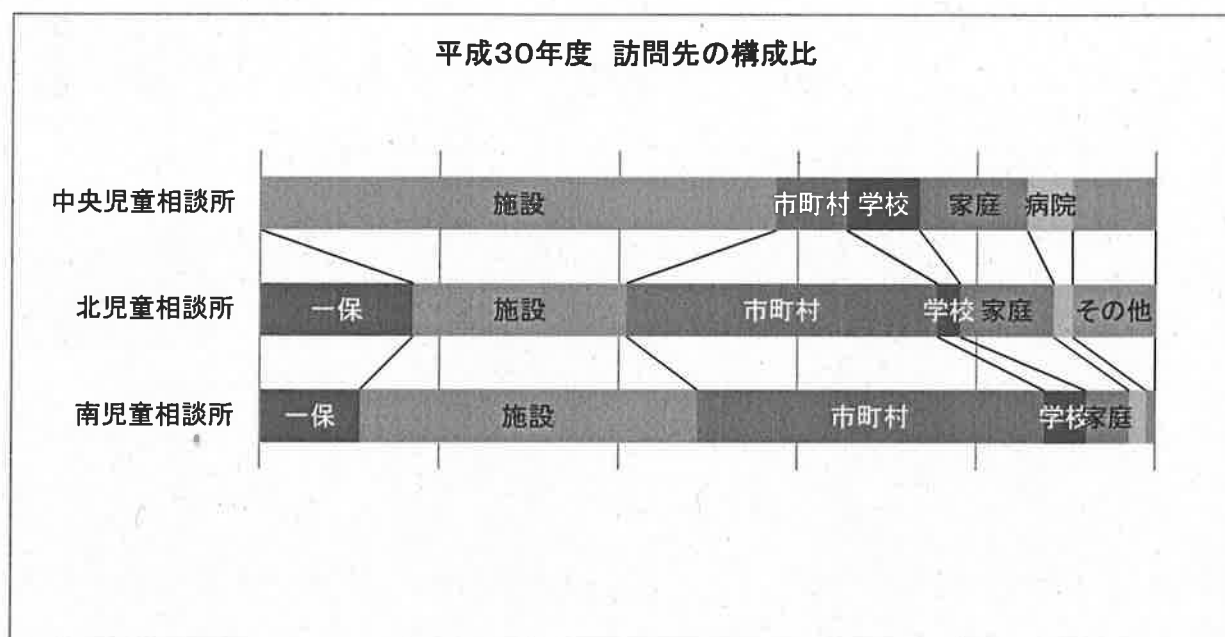 平成30年度 訪問先の構成比
中央児童相談所 施設 市町村 学校 家庭 病院
北児童相談所 一保 施設 市町村 学校 家庭 その他
南児童相談所 一保 施設 市町村 学校 家庭